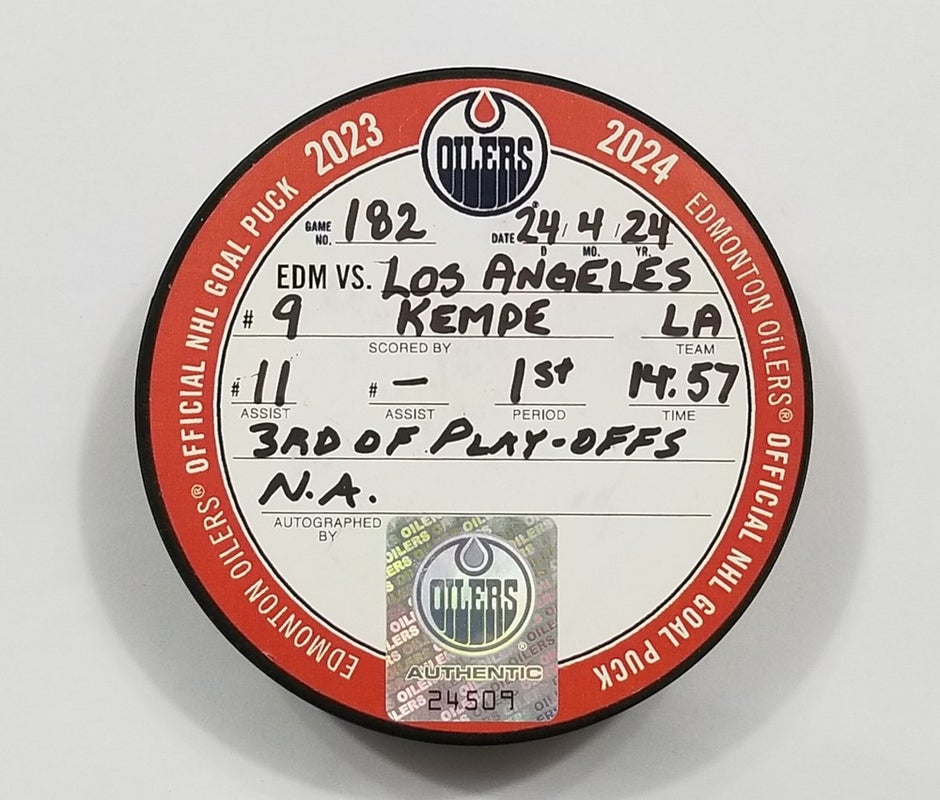 2023 OILERS 2024
EDMONTON OILERS® OFFICIAL NHL GOAL PUCK
EDMONTON OILERS® OFFICIAL NHL GOAL PUCK
GAME NO. 182 DATE 24/4/24
D MO. YR.
EDM VS. LOS ANGELES
# 9 KEMPE LA
SCORED BY TEAM
# 11 # – 1st 14:57
ASSIST ASSIST PERIOD TIME
3RD OF PLAY-OFFS
N.A.
AUTOGRAPHED
BY
OILERS®
AUTHENTIC
24509